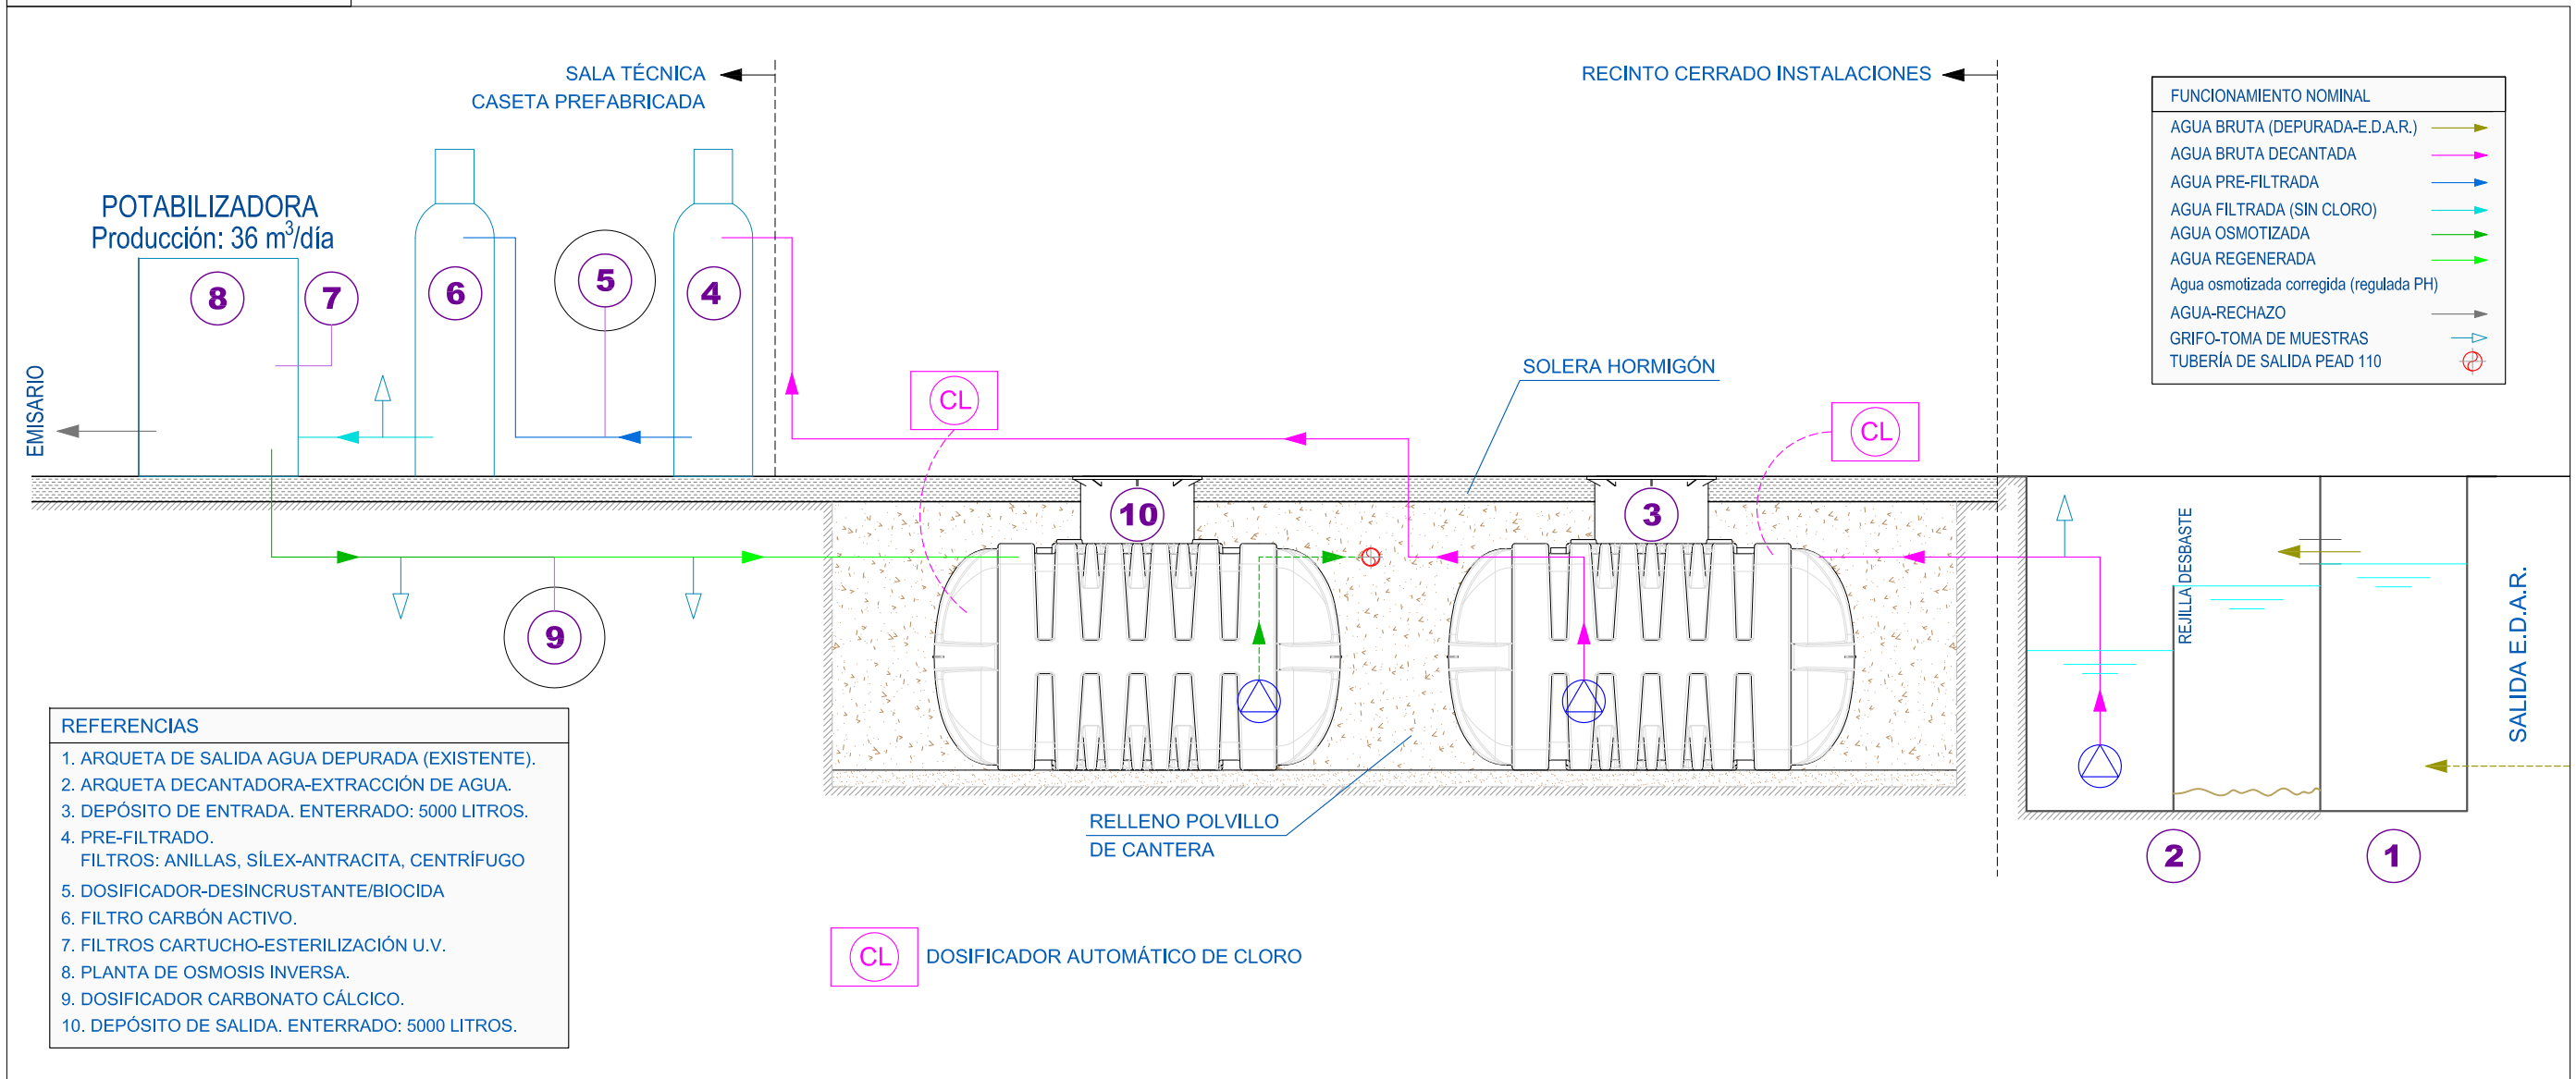 SALA TÉCNICA
CASETA PREFABRICADA
RECINTO CERRADO INSTALACIONES
FUNCIONAMIENTO NOMINAL
AGUA BRUTA (DEPURADA-E.D.A.R.)
AGUA BRUTA DECANTADA
AGUA PRE-FILTRADA
AGUA FILTRADA (SIN CLORO)
AGUA OSMOTIZADA
AGUA REGENERADA
Agua osmotizada corregida (regulada PH)
AGUA-RECHAZO
GRIFO-TOMA DE MUESTRAS
TUBERÍA DE SALIDA PEAD 110
POTABILIZADORA
Producción: 36 m³/día
8
7
6
5
4
EMISARIO
CL
SOLERA HORMIGÓN
CL
10
3
REJILLA DESBASTE
SALIDA E.D.A.R.
9
RELLENO POLVILLO
DE CANTERA
2
1
REFERENCIAS
1. ARQUETA DE SALIDA AGUA DEPURADA (EXISTENTE).
2. ARQUETA DECANTADORA-EXTRACCIÓN DE AGUA.
3. DEPÓSITO DE ENTRADA. ENTERRADO: 5000 LITROS.
4. PRE-FILTRADO.
FILTROS: ANILLAS, SÍLEX-ANTRACITA, CENTRÍFUGO
5. DOSIFICADOR-DESINCRUSTANTE/BIOCIDA
6. FILTRO CARBÓN ACTIVO.
7. FILTROS CARTUCHO-ESTERILIZACIÓN U.V.
8. PLANTA DE OSMOSIS INVERSA.
9. DOSIFICADOR CARBONATO CÁLCICO.
10. DEPÓSITO DE SALIDA. ENTERRADO: 5000 LITROS.
CL DOSIFICADOR AUTOMÁTICO DE CLORO